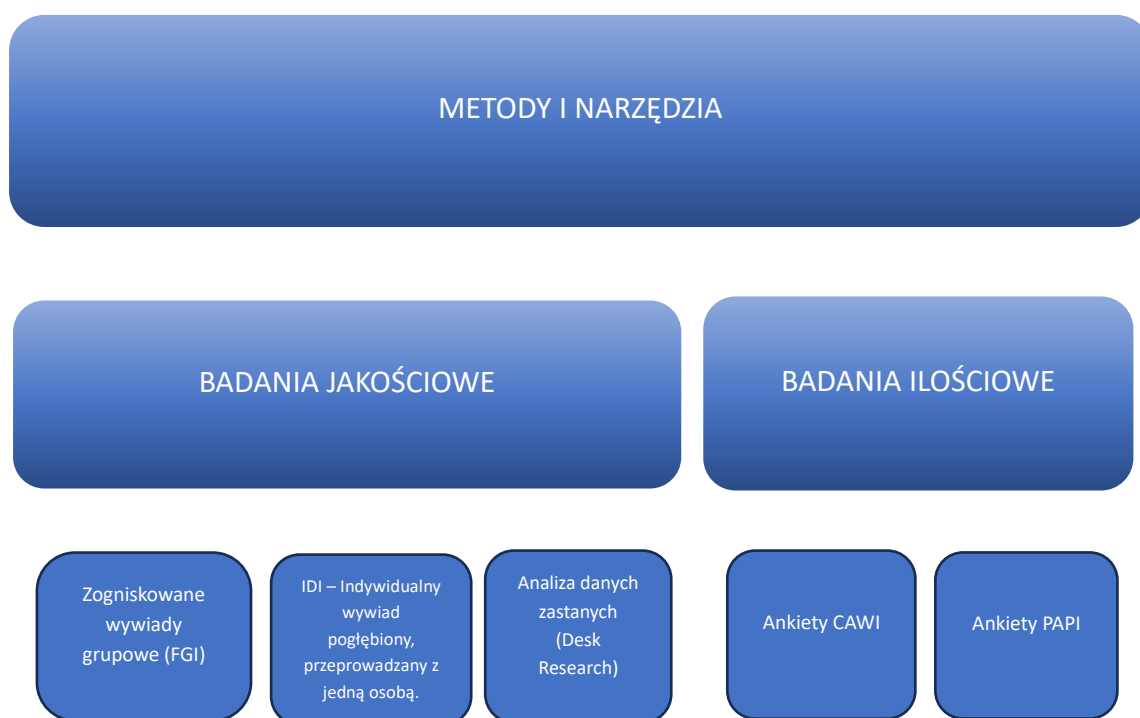 METODY I NARZĘDZIA
BADANIA JAKOŚCIOWE
BADANIA ILOŚCIOWE
Zogniskowane
wywiady
grupowe (FGI)
IDI – Indywidualny
wywiad
pogłębiony,
przeprowadzany z
jedną osobą.
Analiza danych
zastanych
(Desk
Research)
Ankiety CAWI
Ankiety PAPI